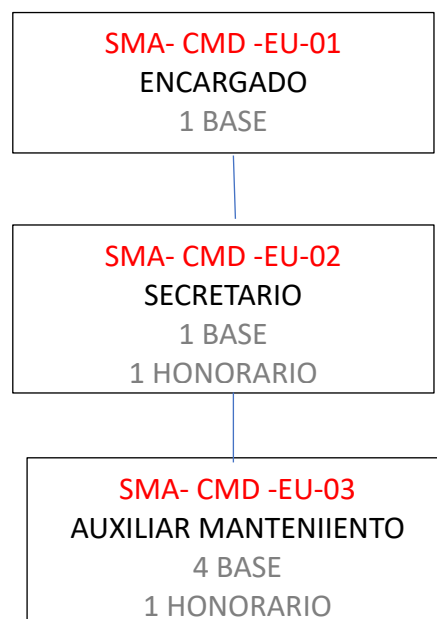 SMA- CMD -EU-01
ENCARGADO
1 BASE
SMA- CMD -EU-02
SECRETARIO
1 BASE
1 HONORARIO
SMA- CMD -EU-03
AUXILIAR MANTENIIENTO
4 BASE
1 HONORARIO